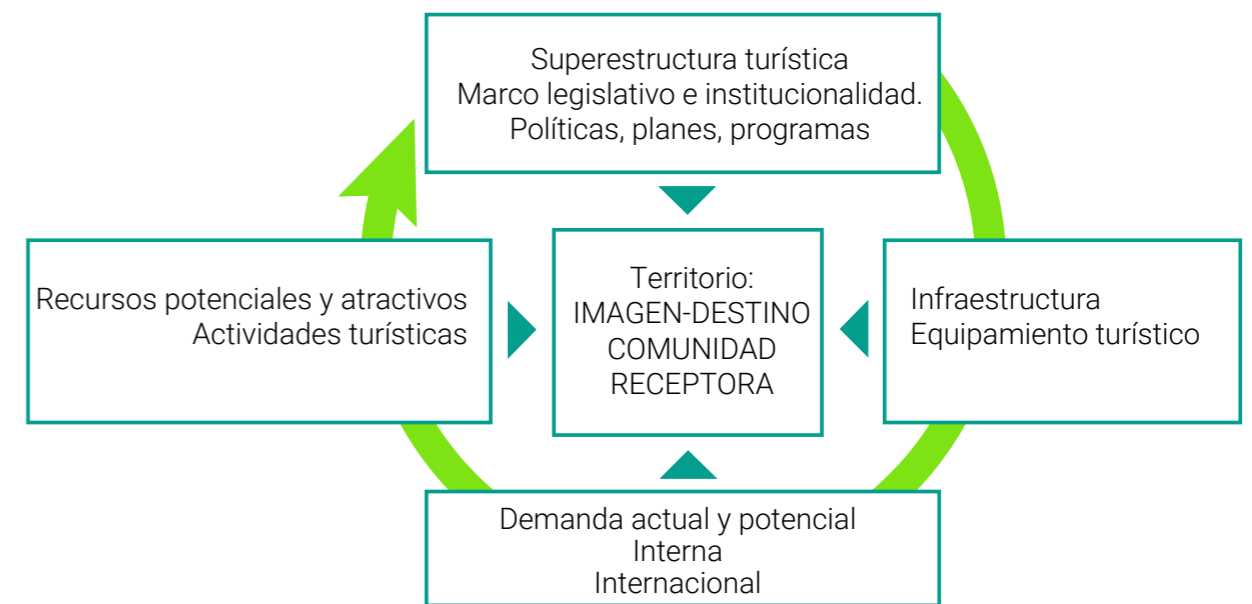 Superestructura turística
Marco legislativo e institucionalidad.
Políticas, planes, programas
Recursos potenciales y atractivos
Actividades turísticas
Territorio:
IMAGEN-DESTINO
COMUNIDAD
RECEPTORA
Infraestructura
Equipamiento turístico
Demanda actual y potencial
Interna
Internacional